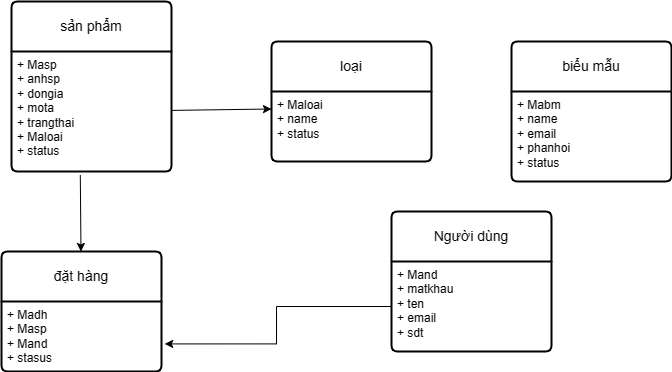 sản phẩm
+ Masp
+ anhsp
+ dongia
+ mota
+ trangthai
+ Maloai
+ status
loại
+ Maloai
+ name
+ status
biểu mẫu
+ Mabm
+ name
+ email
+ phanhoi
+ status
đặt hàng
+ Madh
+ Masp
+ Mand
+ stasus
Người dùng
+ Mand
+ matkhau
+ ten
+ email
+ sdt